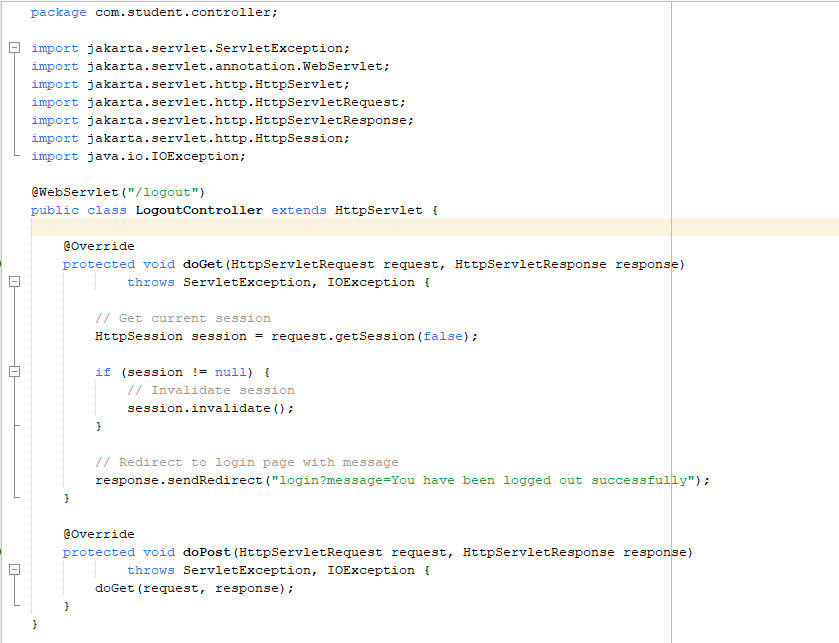 package com.student.controller;
import jakarta.servlet.ServletException;
import jakarta.servlet.annotation.WebServlet;
import jakarta.servlet.http.HttpServlet;
import jakarta.servlet.http.HttpServletRequest;
import jakarta.servlet.http.HttpServletResponse;
import jakarta.servlet.http.HttpSession;
import java.io.IOException;
@WebServlet("/logout")
public class LogoutController extends HttpServlet {
@Override
protected void doGet(HttpServletRequest request, HttpServletResponse response)
throws ServletException, IOException {
// Get current session
HttpSession session = request.getSession(false);
if (session != null) {
// Invalidate session
session.invalidate();
}
// Redirect to login page with message
response.sendRedirect("login?message=You have been logged out successfully");
}
@Override
protected void doPost(HttpServletRequest request, HttpServletResponse response)
throws ServletException, IOException {
doGet(request, response);
}
}